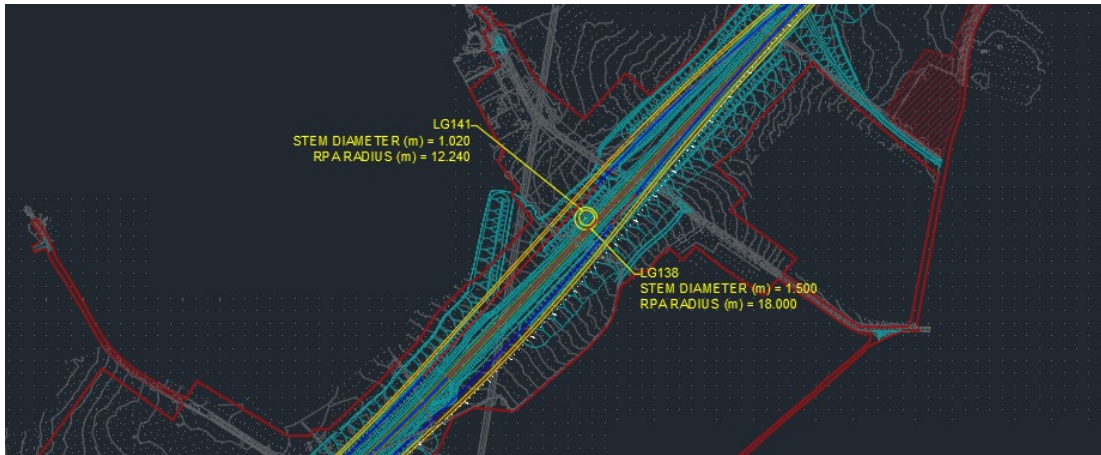 LG141
STEM DIAMETER (m) = 1.020
RPA RADIUS (m) = 12.240
LG138
STEM DIAMETER (m) = 1.500
RPA RADIUS (m) = 18.000